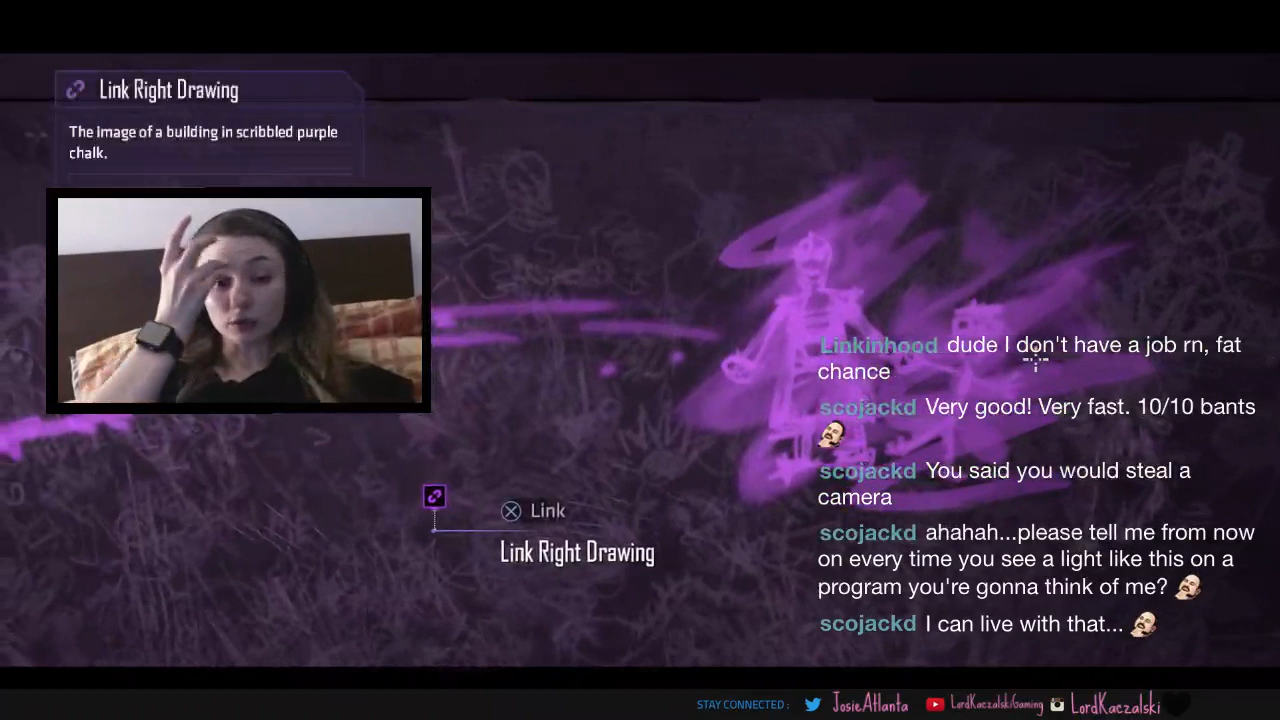 Link Right Drawing
The image of a building in scribbled purple
chalk.
Linkinhood dude I don't have a job rn, fat
chance
scojackd Very good! Very fast. 10/10 bants
scojackd You said you would steal a
camera
scojackd ahahah...please tell me from now
on every time you see a light like this on a
program you're gonna think of me?
scojackd I can live with that...
Link
Link Right Drawing
STAY CONNECTED : JosieAtlanta LordKaczalskiGaming LordKaczalski